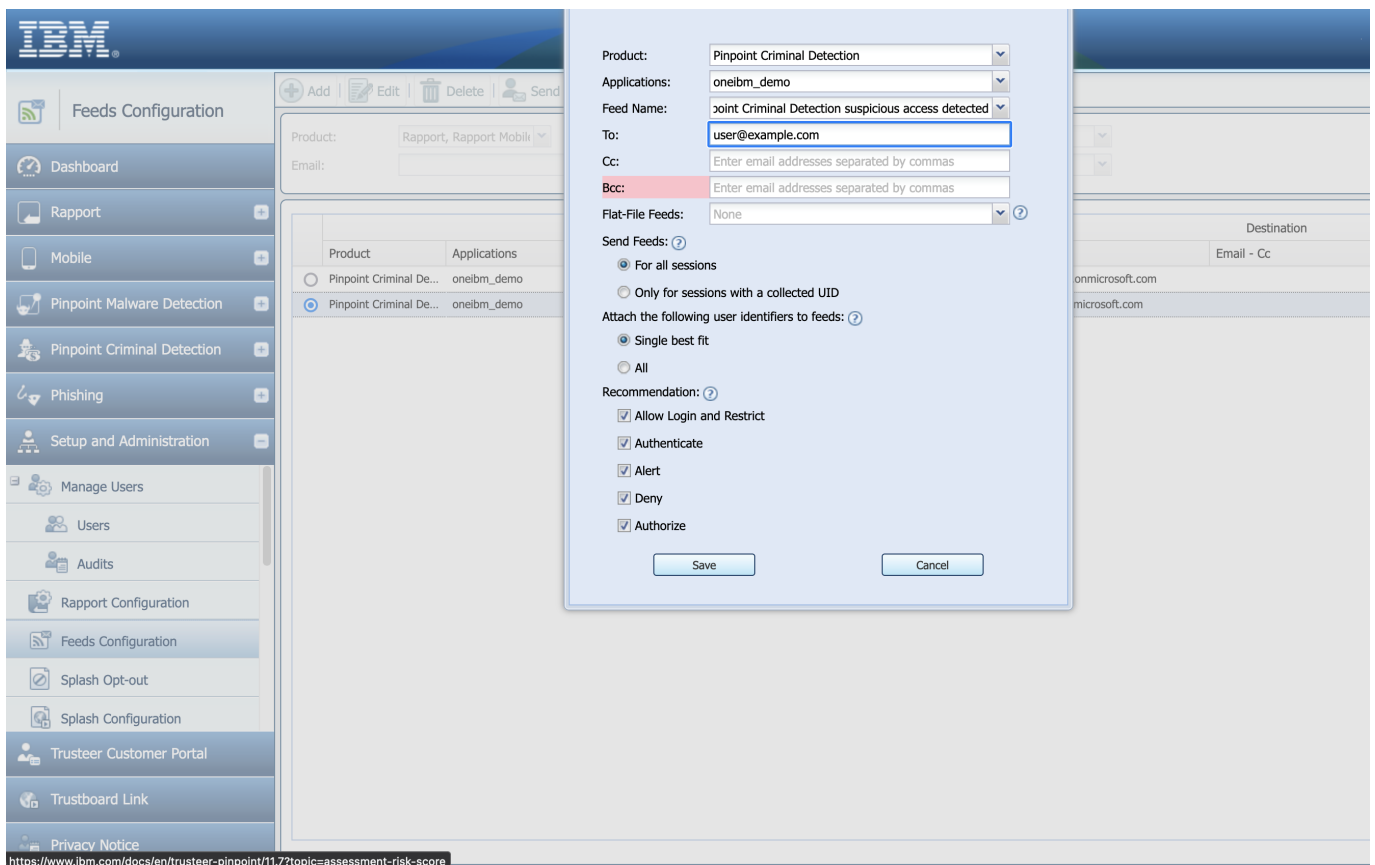 IBM®
Feeds Configuration
Dashboard
Rapport
Mobile
Pinpoint Malware Detection
Pinpoint Criminal Detection
Phishing
Setup and Administration
Manage Users
Users
Audits
Rapport Configuration
Feeds Configuration
Splash Opt-out
Splash Configuration
Trusteer Customer Portal
Trustboard Link
Privacy Notice
https://www.ibm.com/docs/en/trusteer-pinpoint/11.7?topic=assessment-risk-score
Add | Edit | Delete | Send
Product: Rapport, Rapport Mobile
Email:
Destination
Product Applications Email - Cc
Pinpoint Criminal De... oneibm_demo onmicrosoft.com
Pinpoint Criminal De... oneibm_demo microsoft.com
Product: Pinpoint Criminal Detection
Applications: oneibm_demo
Feed Name: point Criminal Detection suspicious access detected
To: user@example.com
Cc: Enter email addresses separated by commas
Bcc: Enter email addresses separated by commas
Flat-File Feeds: None ?
Send Feeds: ?
For all sessions
Only for sessions with a collected UID
Attach the following user identifiers to feeds: ?
Single best fit
All
Recommendation: ?
Allow Login and Restrict
Authenticate
Alert
Deny
Authorize
Save Cancel